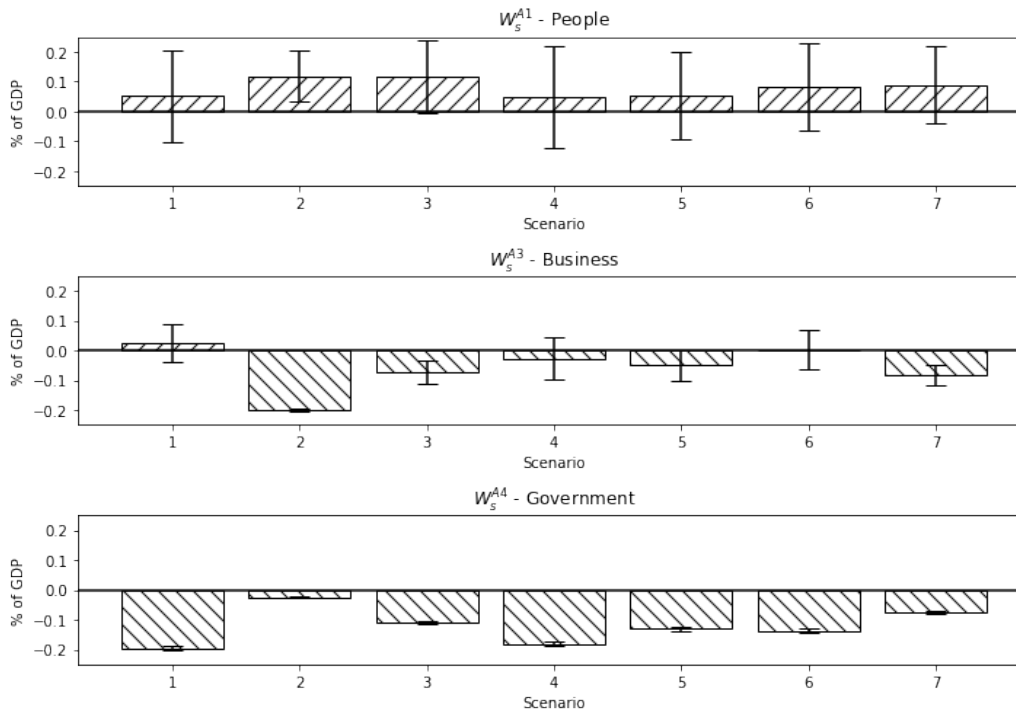 W_s^{A1} - People
% of GDP
0.2
0.1
0.0
−0.1
−0.2
1 2 3 4 5 6 7
Scenario
W_s^{A3} - Business
% of GDP
0.2
0.1
0.0
−0.1
−0.2
1 2 3 4 5 6 7
Scenario
W_s^{A4} - Government
% of GDP
0.2
0.1
0.0
−0.1
−0.2
1 2 3 4 5 6 7
Scenario